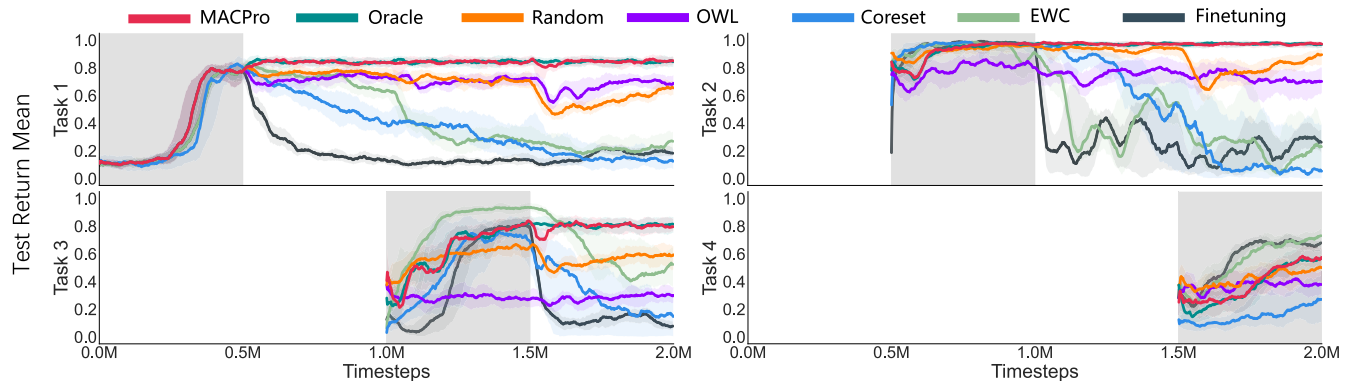 MACPro Oracle Random OWL Coreset EWC Finetuning
Test Return Mean
Task 1
1.0
0.8
0.6
0.4
0.2
0.0
Task 2
1.0
0.8
0.6
0.4
0.2
0.0
Task 3
1.0
0.8
0.6
0.4
0.2
0.0
0.0M 0.5M 1.0M 1.5M 2.0M
Timesteps
Task 4
1.0
0.8
0.6
0.4
0.2
0.0
0.0M 0.5M 1.0M 1.5M 2.0M
Timesteps